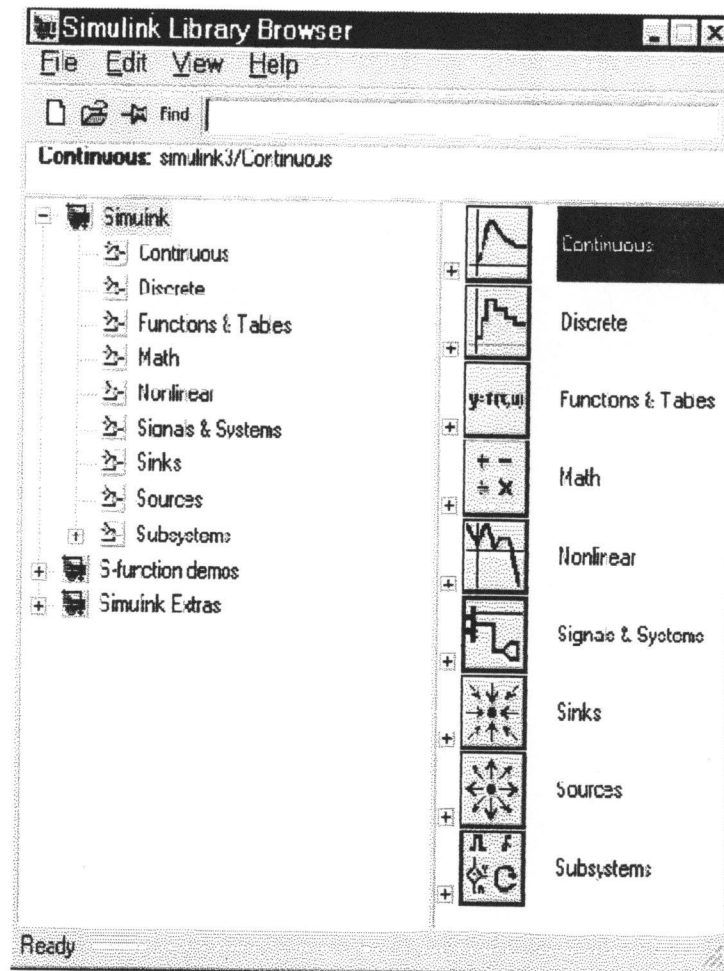 Simulink Library Browser
File Edit View Help
Find
Continuous: simulink3/Continuous
Simulink
Continuous
Discrete
Functons & Tables
Math
Nonlinear
Signals & Systems
Sinks
Sources
Subsystems
S-function demos
Simulink Extras
Continuous
Discrete
y=f(t,u)
Functons & Tables
+ -
÷ ×
Math
Nonlinear
Signals & Systems
Sinks
Sources
Subsystems
Ready